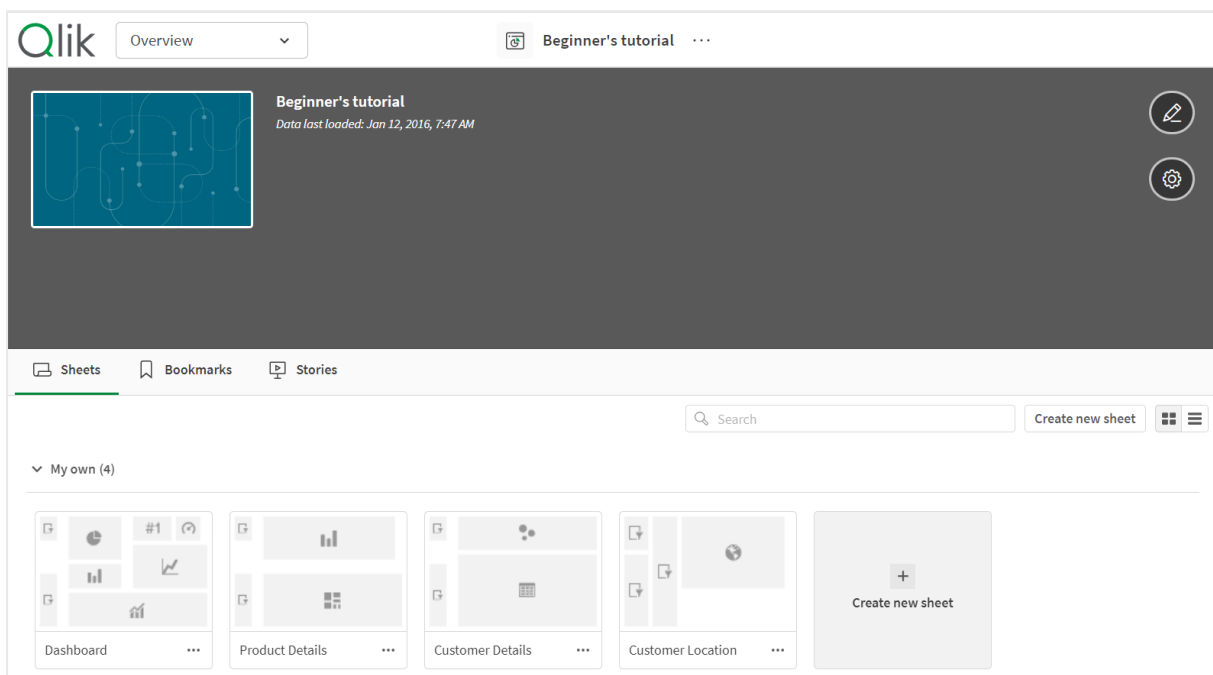 Qlik Overview Beginner's tutorial ...
Beginner's tutorial
Data last loaded: Jan 12, 2016, 7:47 AM
Sheets Bookmarks Stories
Search Create new sheet
My own (4)
#1
+
Create new sheet
Dashboard ... Product Details ... Customer Details ... Customer Location ...